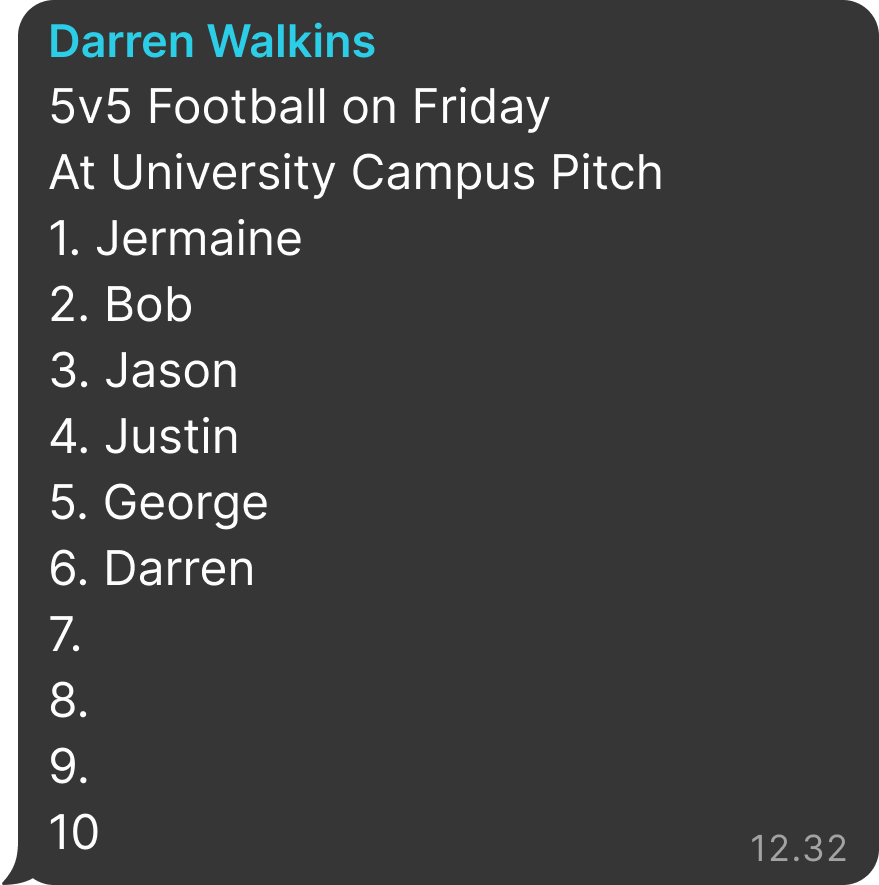 Darren Walkins
5v5 Football on Friday
At University Campus Pitch
1. Jermaine
2. Bob
3. Jason
4. Justin
5. George
6. Darren
7.
8.
9.
10
12.32